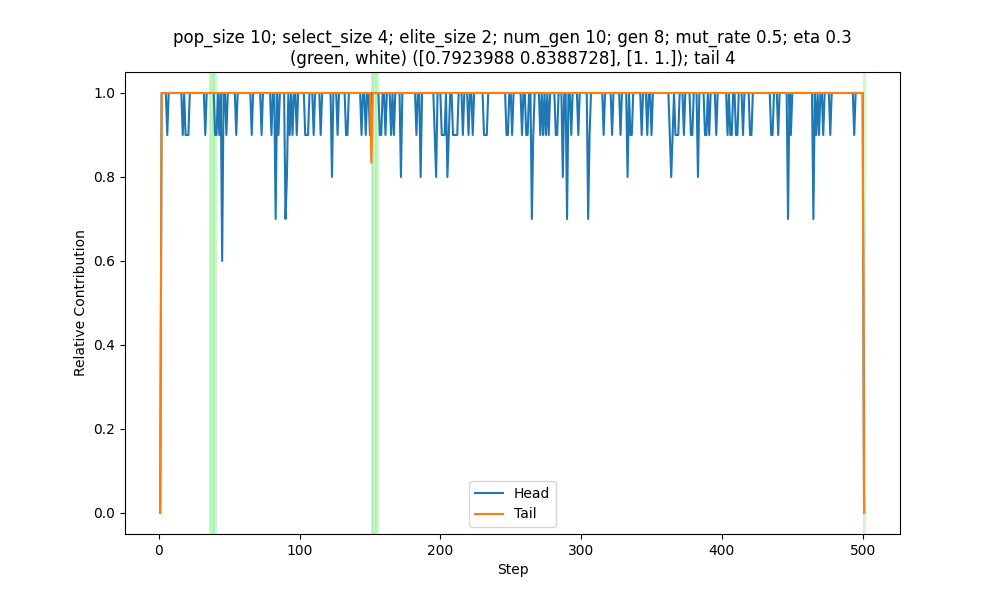 pop_size 10; select_size 4; elite_size 2; num_gen 10; gen 8; mut_rate 0.5; eta 0.3
(green, white) ([0.7923988 0.8388728], [1. 1.]); tail 4
1.0
0.8
0.6
0.4
0.2
0.0
Relative Contribution
Head
Tail
0
100
200
300
400
500
Step